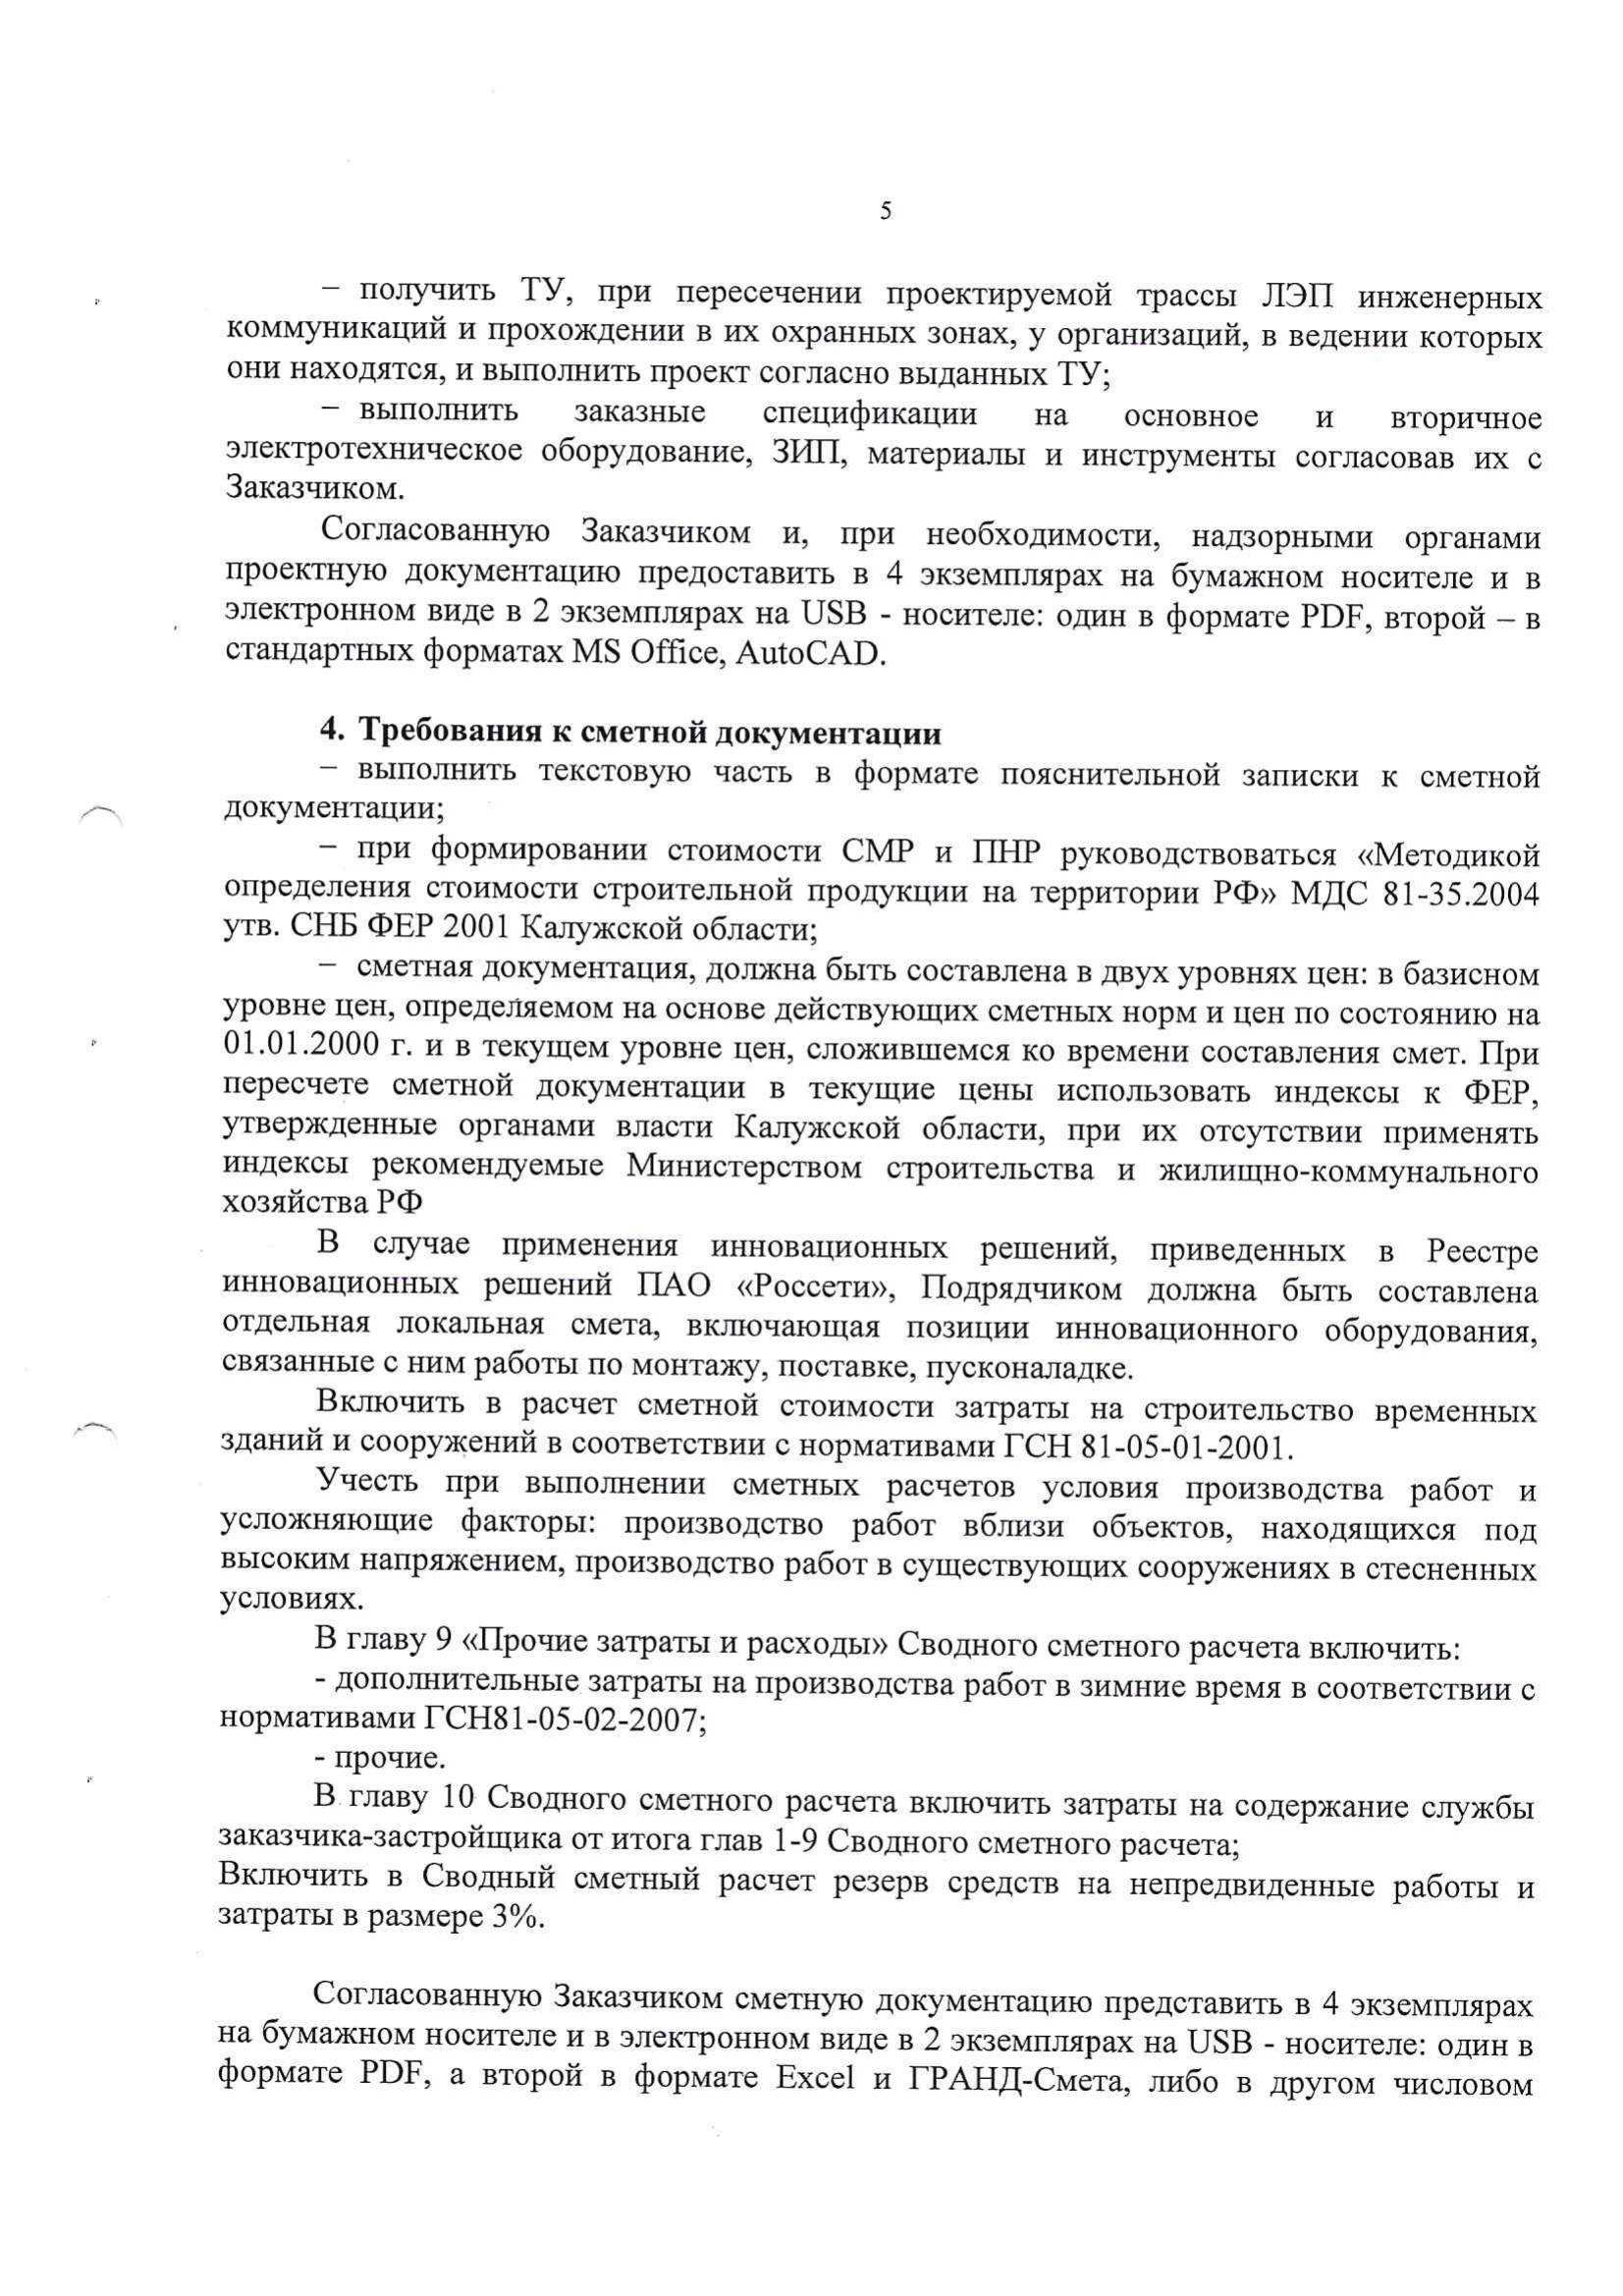 5
– получить ТУ, при пересечении проектируемой трассы ЛЭП инженерных
коммуникаций и прохождении в их охранных зонах, у организаций, в ведении которых
они находятся, и выполнить проект согласно выданных ТУ;
– выполнить заказные спецификации на основное и вторичное
электротехническое оборудование, ЗИП, материалы и инструменты согласовав их с
Заказчиком.
Согласованную Заказчиком и, при необходимости, надзорными органами
проектную документацию предоставить в 4 экземплярах на бумажном носителе и в
электронном виде в 2 экземплярах на USB - носителе: один в формате PDF, второй – в
стандартных форматах MS Office, AutoCAD.
4. Требования к сметной документации
– выполнить текстовую часть в формате пояснительной записки к сметной
документации;
– при формировании стоимости СМР и ПНР руководствоваться «Методикой
определения стоимости строительной продукции на территории РФ» МДС 81-35.2004
утв. СНБ ФЕР 2001 Калужской области;
– сметная документация, должна быть составлена в двух уровнях цен: в базисном
уровне цен, определяемом на основе действующих сметных норм и цен по состоянию на
01.01.2000 г. и в текущем уровне цен, сложившемся ко времени составления смет. При
пересчете сметной документации в текущие цены использовать индексы к ФЕР,
утвержденные органами власти Калужской области, при их отсутствии применять
индексы рекомендуемые Министерством строительства и жилищно-коммунального
хозяйства РФ
В случае применения инновационных решений, приведенных в Реестре
инновационных решений ПАО «Россети», Подрядчиком должна быть составлена
отдельная локальная смета, включающая позиции инновационного оборудования,
связанные с ним работы по монтажу, поставке, пусконаладке.
Включить в расчет сметной стоимости затраты на строительство временных
зданий и сооружений в соответствии с нормативами ГСН 81-05-01-2001.
Учесть при выполнении сметных расчетов условия производства работ и
усложняющие факторы: производство работ вблизи объектов, находящихся под
высоким напряжением, производство работ в существующих сооружениях в стесненных
условиях.
В главу 9 «Прочие затраты и расходы» Сводного сметного расчета включить:
- дополнительные затраты на производства работ в зимние время в соответствии с
нормативами ГСН81-05-02-2007;
- прочие.
В главу 10 Сводного сметного расчета включить затраты на содержание службы
заказчика-застройщика от итога глав 1-9 Сводного сметного расчета;
Включить в Сводный сметный расчет резерв средств на непредвиденные работы и
затраты в размере 3%.
Согласованную Заказчиком сметную документацию представить в 4 экземплярах
на бумажном носителе и в электронном виде в 2 экземплярах на USB - носителе: один в
формате PDF, а второй в формате Excel и ГРАНД-Смета, либо в другом числовом